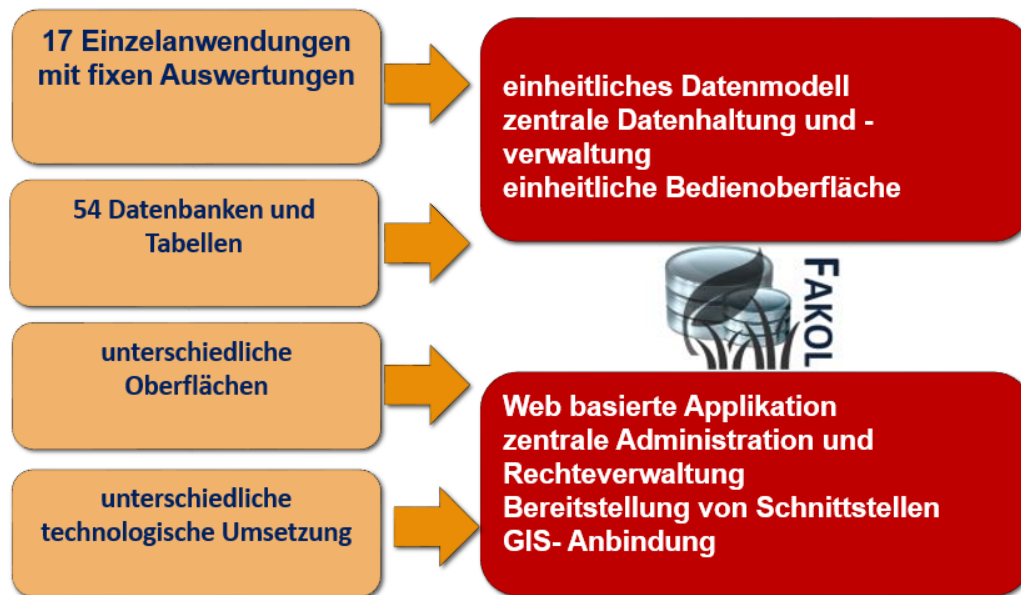 17 Einzelanwendungen
mit fixen Auswertungen
54 Datenbanken und
Tabellen
unterschiedliche
Oberflächen
unterschiedliche
technologische Umsetzung
einheitliches Datenmodell
zentrale Datenhaltung und -
verwaltung
einheitliche Bedienoberfläche
FAKOL
Web basierte Applikation
zentrale Administration und
Rechteverwaltung
Bereitstellung von Schnittstellen
GIS- Anbindung